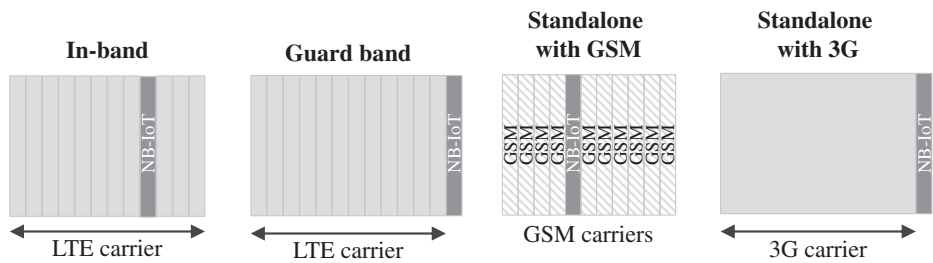 In-band
Guard band
Standalone
with GSM
Standalone
with 3G
NB-IoT
NB-IoT
GSM
GSM
GSM
GSM
NB-IoT
GSM
GSM
GSM
GSM
GSM
GSM
NB-IoT
LTE carrier
LTE carrier
GSM carriers
3G carrier